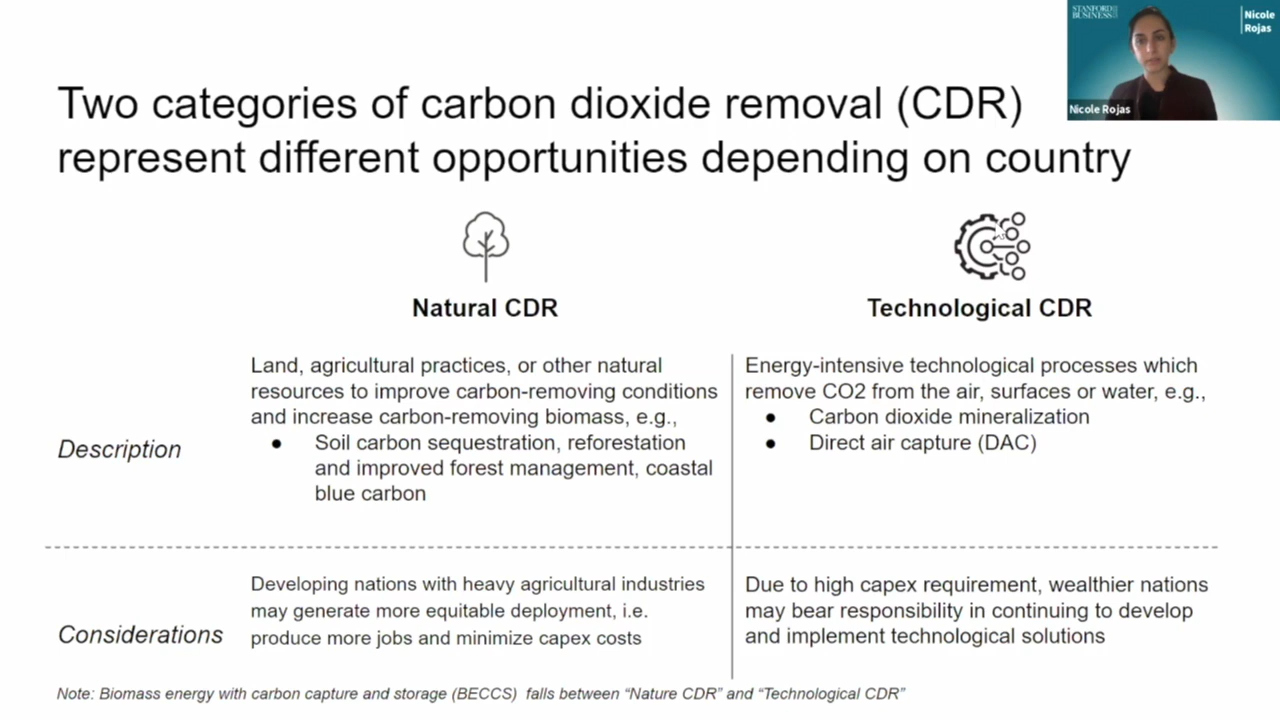 STANFORD
BUSINESS
Nicole
Rojas
Nicole Rojas
Two categories of carbon dioxide removal (CDR)
represent different opportunities depending on country
Natural CDR
Technological CDR
Description
Land, agricultural practices, or other natural
resources to improve carbon-removing conditions
and increase carbon-removing biomass, e.g.,
● Soil carbon sequestration, reforestation
and improved forest management, coastal
blue carbon
Energy-intensive technological processes which
remove CO2 from the air, surfaces or water, e.g.,
● Carbon dioxide mineralization
● Direct air capture (DAC)
Considerations
Developing nations with heavy agricultural industries
may generate more equitable deployment, i.e.
produce more jobs and minimize capex costs
Due to high capex requirement, wealthier nations
may bear responsibility in continuing to develop
and implement technological solutions
Note: Biomass energy with carbon capture and storage (BECCS) falls between “Nature CDR” and “Technological CDR”